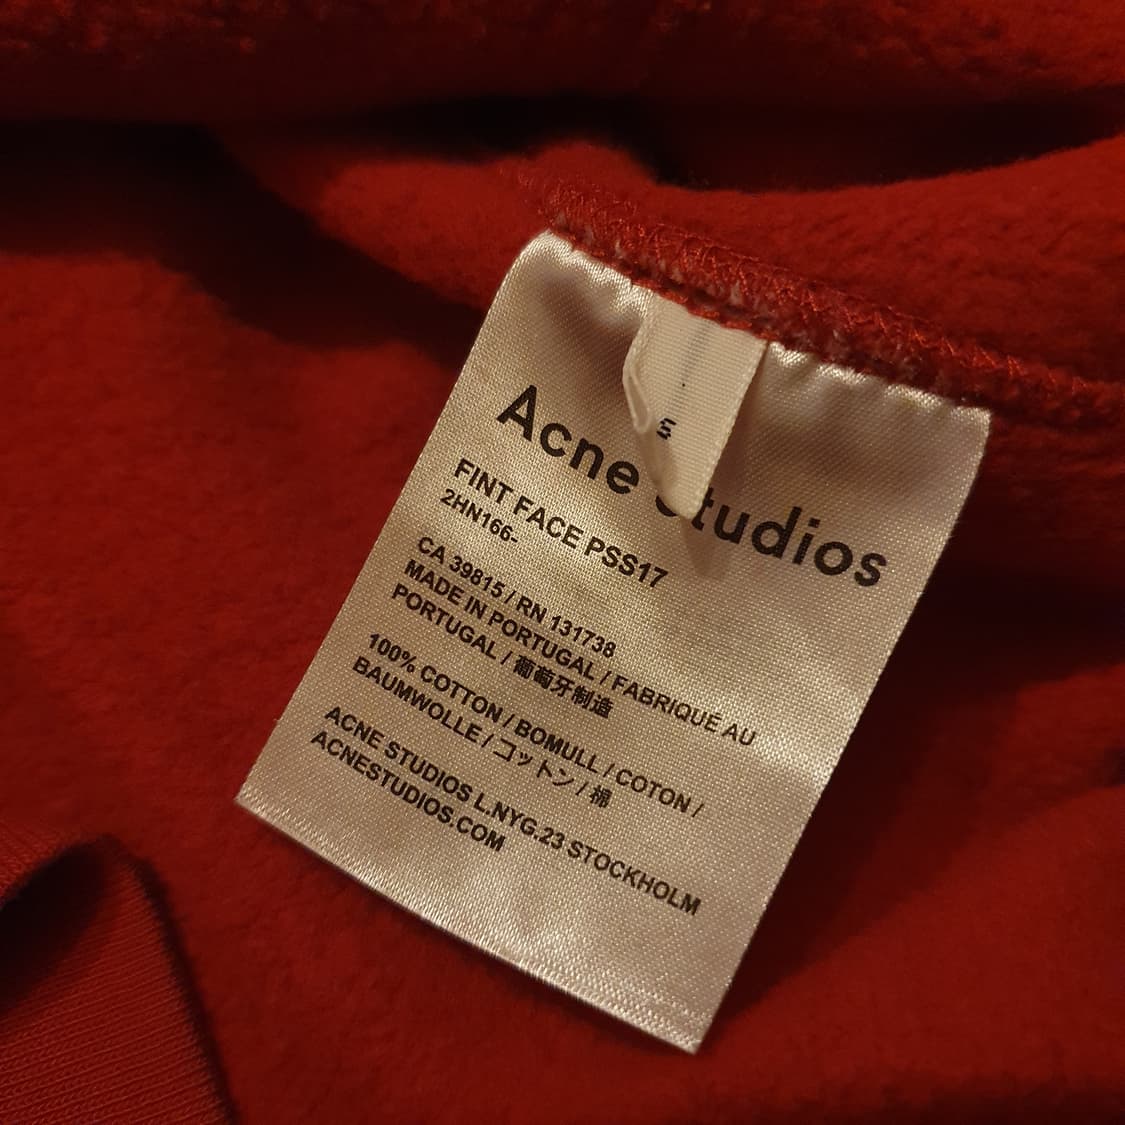 Acne Studios
FINT FACE PSS17
2HN166-
CA 39815 / RN 131738
MADE IN PORTUGAL / FABRIQUÉ AU
PORTUGAL / 葡萄牙制造
100% COTTON / BOMULL / COTON /
BAUMWOLLE / コットン / 棉
ACNE STUDIOS L.NYG.23 STOCKHOLM
ACNESTUDIOS.COM